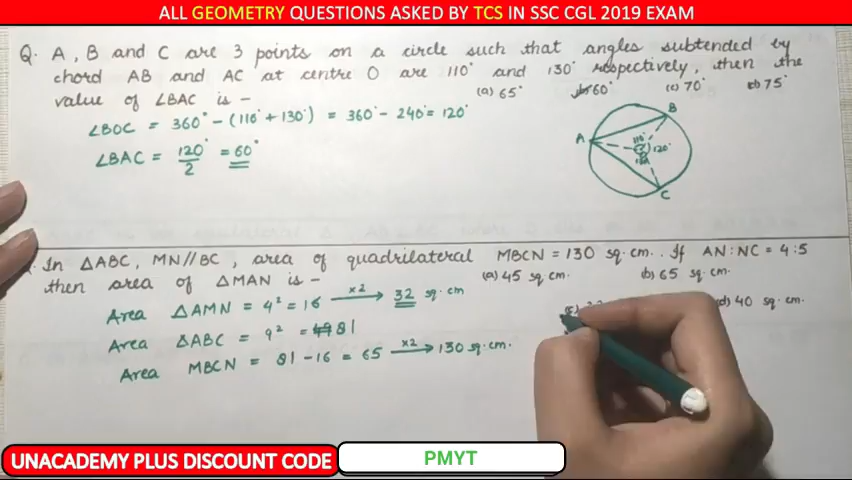 ALL GEOMETRY QUESTIONS ASKED BY TCS IN SSC CGL 2019 EXAM
Q. A, B and C are 3 points on a circle such that angles subtended by
chord AB and AC at centre O are 110° and 130° respectively, then the
value of ∠BAC is - (a) 65° (b) 60° (c) 70° (d) 75°
∠BOC = 360° - (110° + 130°) = 360° - 240° = 120°
∠BAC = 120°/2 = 60°
A
B
C
110°
120°
In ΔABC, MN//BC, area of quadrilateral MBCN = 130 sq. cm. If AN:NC = 4:5
then area of ΔMAN is - (a) 45 sq. cm. (b) 65 sq. cm.
(d) 40 sq. cm.
Area ΔAMN = 4² = 16 ×2→ 32 sq. cm
Area ΔABC = 9² = 81
Area MBCN = 81 - 16 = 65 ×2→ 130 sq. cm.
UNACADEMY PLUS DISCOUNT CODE PMYT